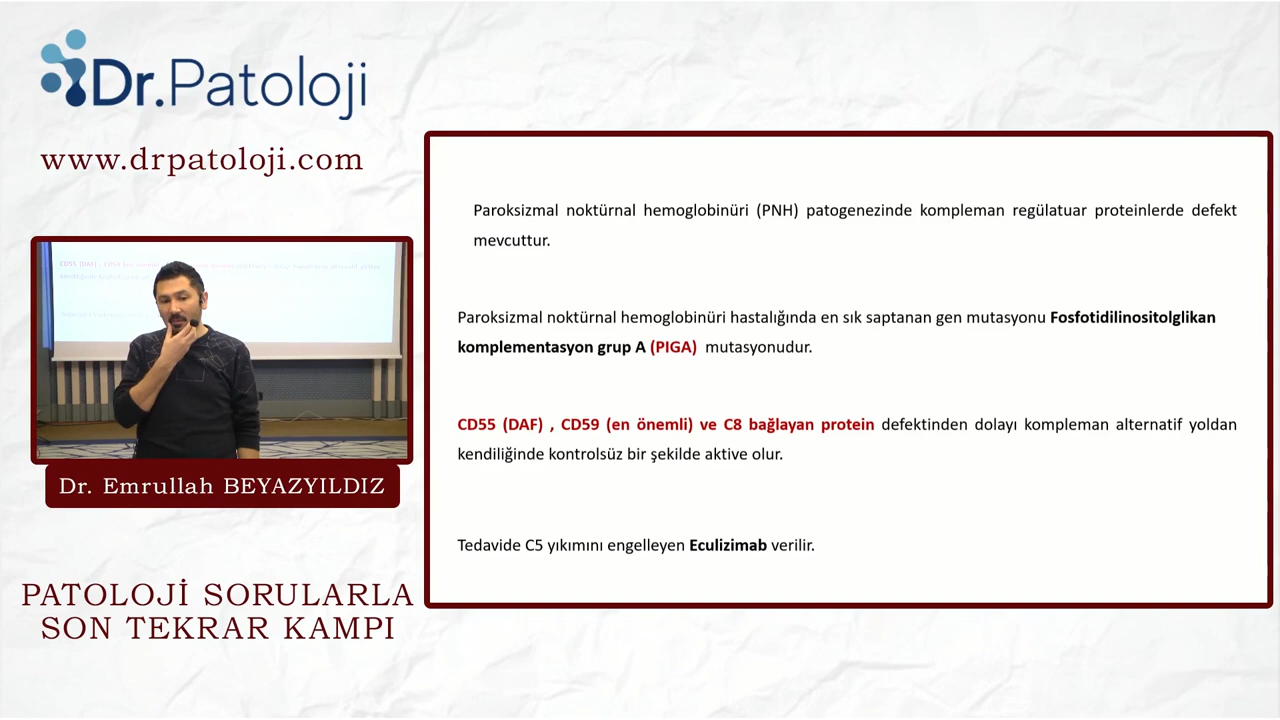 Dr.Patoloji
www.drpatoloji.com
Paroksizmal noktürnal hemoglobinüri (PNH) patogenezinde kompleman regülatuar proteinlerde defekt
mevcuttur.
Paroksizmal noktürnal hemoglobinüri hastalığında en sık saptanan gen mutasyonu Fosfotidilinositolglikan
komplementasyon grup A (PIGA) mutasyonudur.
CD55 (DAF) , CD59 (en önemli) ve C8 bağlayan protein defektinden dolayı kompleman alternatif yoldan
kendiliğinde kontrolsüz bir şekilde aktive olur.
Tedavide C5 yıkımını engelleyen Eculizimab verilir.
Dr. Emrullah BEYAZYILDIZ
PATOLOJİ SORULARLA
SON TEKRAR KAMPI